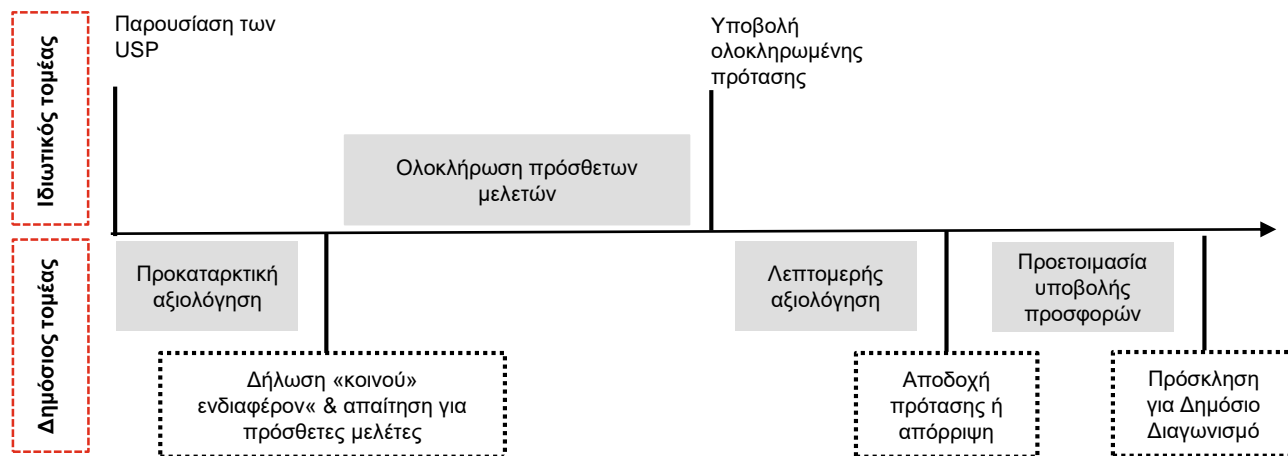 Ιδιωτικός τομέας
Παρουσίαση των
USP
Υποβολή
ολοκληρωμένης
πρότασης
Ολοκλήρωση πρόσθετων
μελετών
Δημόσιος τομέας
Προκαταρκτική
αξιολόγηση
Λεπτομερής
αξιολόγηση
Προετοιμασία
υποβολής
προσφορών
Δήλωση «κοινού»
ενδιαφέρον« & απαίτηση για
πρόσθετες μελέτες
Αποδοχή
πρότασης ή
απόρριψη
Πρόσκληση
για Δημόσιο
Διαγωνισμό